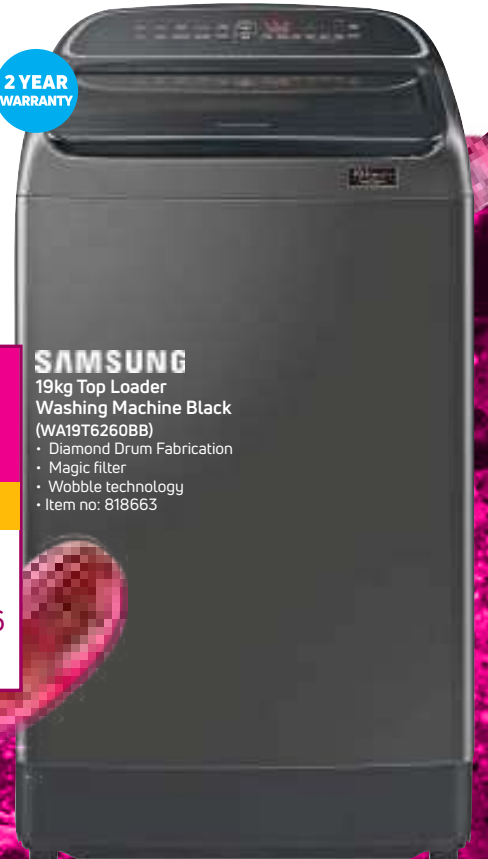 2 YEAR
WARRANTY
SAMSUNG
19kg Top Loader
Washing Machine Black
(WA19T6260BB)
• Diamond Drum Fabrication
• Magic filter
• Wobble technology
• Item no: 818663
6